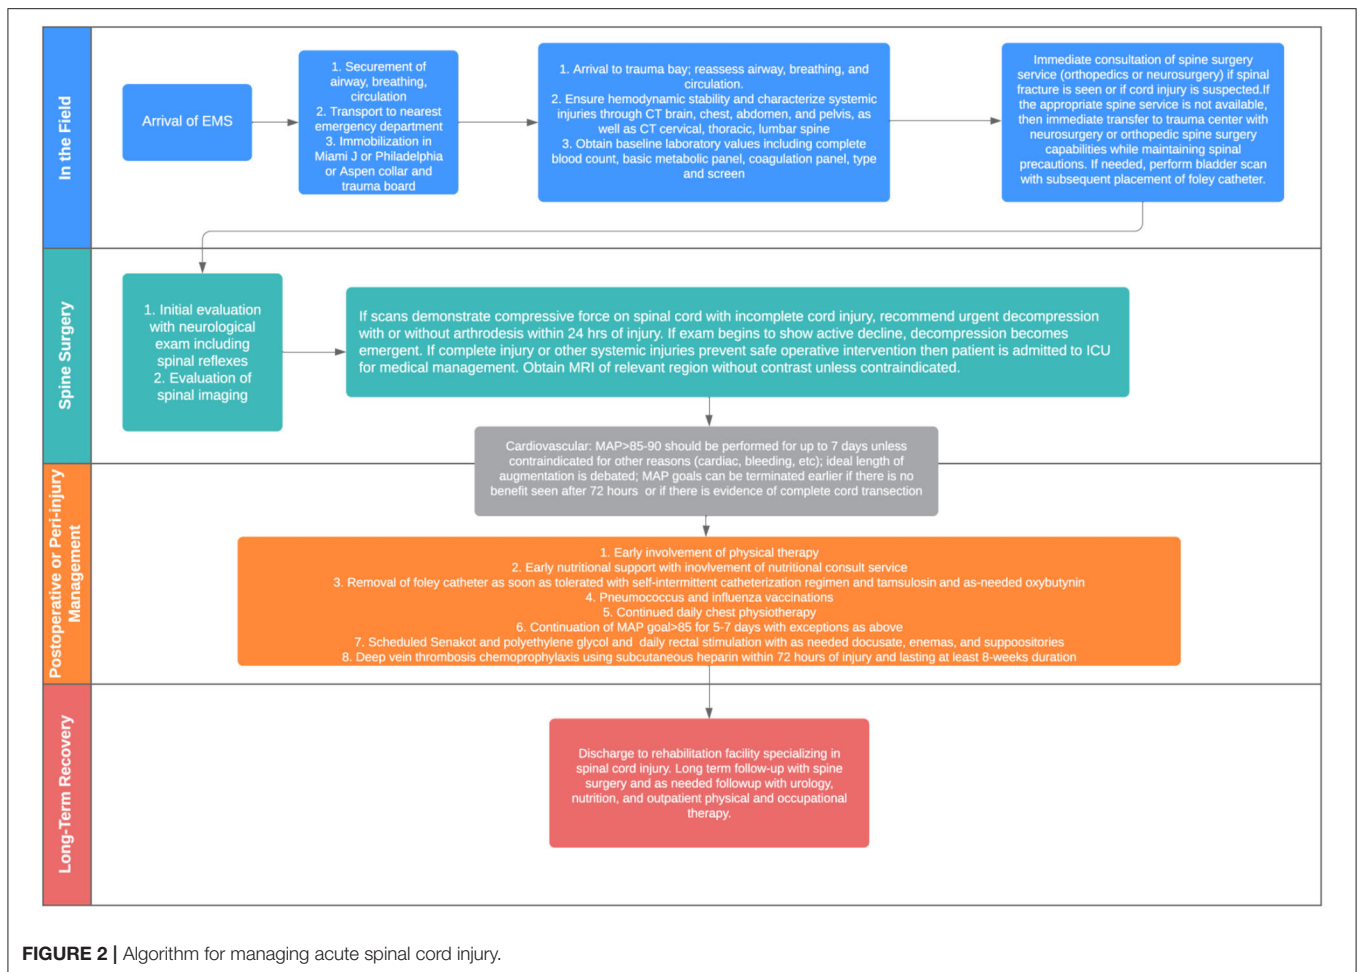 In the Field
Arrival of EMS
1. Securement of
airway, breathing,
circulation
2. Transport to nearest
emergency department
3. Immobilization in
Miami J or Philadelphia
or Aspen collar and
trauma board
1. Arrival to trauma bay; reassess airway, breathing, and
circulation.
2. Ensure hemodynamic stability and characterize systemic
injuries through CT brain, chest, abdomen, and pelvis, as
well as CT cervical, thoracic, lumbar spine
3. Obtain baseline laboratory values including complete
blood count, basic metabolic panel, coagulation panel, type
and screen
Immediate consultation of spine surgery
service (orthopedics or neurosurgery) if spinal
fracture is seen or if cord injury is suspected.If
the appropriate spine service is not available,
then immediate transfer to trauma center with
neurosurgery or orthopedic spine surgery
capabilities while maintaining spinal
precautions. If needed, perform bladder scan
with subsequent placement of foley catheter.
Spine Surgery
1. Initial evaluation
with neurological
exam including
spinal reflexes
2. Evaluation of
spinal imaging
If scans demonstrate compressive force on spinal cord with incomplete cord injury, recommend urgent decompression
with or without arthrodesis within 24 hrs of injury. If exam begins to show active decline, decompression becomes
emergent. If complete injury or other systemic injuries prevent safe operative intervention then patient is admitted to ICU
for medical management. Obtain MRI of relevant region without contrast unless contraindicated.
Cardiovascular: MAP>85-90 should be performed for up to 7 days unless
contraindicated for other reasons (cardiac, bleeding, etc); ideal length of
augmentation is debated; MAP goals can be terminated earlier if there is no
benefit seen after 72 hours or if there is evidence of complete cord transection
Postoperative or Peri-injury
Management
1. Early involvement of physical therapy
2. Early nutritional support with inovlvement of nutritional consult service
3. Removal of foley catheter as soon as tolerated with self-intermittent catheterization regimen and tamsulosin and as-needed oxybutynin
4. Pneumococcus and influenza vaccinations
5. Continued daily chest physiotherapy
6. Continuation of MAP goal>85 for 5-7 days with exceptions as above
7. Scheduled Senakot and polyethylene glycol and daily rectal stimulation with as needed docusate, enemas, and suppoositories
8. Deep vein thrombosis chemoprophylaxis using subcutaneous heparin within 72 hours of injury and lasting at least 8-weeks duration
Long-Term Recovery
Discharge to rehabilitation facility specializing in
spinal cord injury. Long term follow-up with spine
surgery and as needed followup with urology,
nutrition, and outpatient physical and occupational
therapy.
FIGURE 2 | Algorithm for managing acute spinal cord injury.